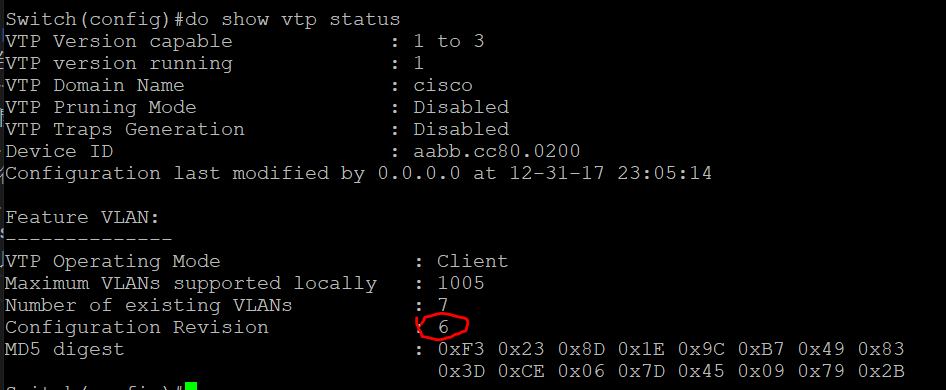 Switch(config)#do show vtp status
VTP Version capable             : 1 to 3
VTP version running             : 1
VTP Domain Name                 : cisco
VTP Pruning Mode                : Disabled
VTP Traps Generation            : Disabled
Device ID                       : aabb.cc80.0200
Configuration last modified by 0.0.0.0 at 12-31-17 23:05:14
Feature VLAN:
--------------
VTP Operating Mode                : Client
Maximum VLANs supported locally   : 1005
Number of existing VLANs          : 7
Configuration Revision            : 6
MD5 digest                        : 0xF3 0x23 0x8D 0x1E 0x9C 0xB7 0x49 0x83
                                    0x3D 0xCE 0x06 0x7D 0x45 0x09 0x79 0x2B
Switch(config)#